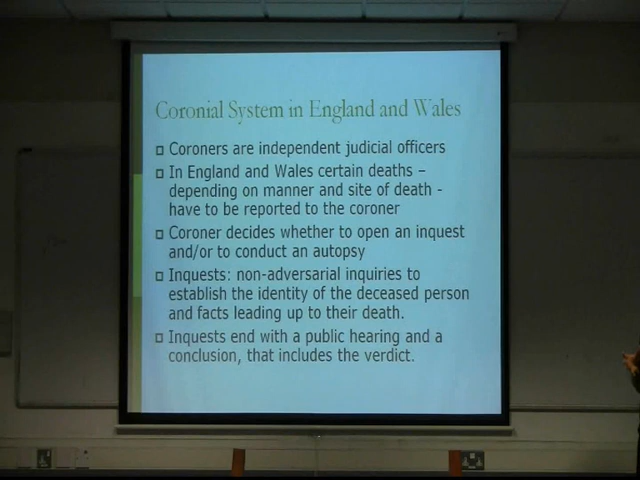 Coronial System in England and Wales
Coroners are independent judicial officers
In England and Wales certain deaths –
depending on manner and site of death -
have to be reported to the coroner
Coroner decides whether to open an inquest
and/or to conduct an autopsy
Inquests: non-adversarial inquiries to
establish the identity of the deceased person
and facts leading up to their death.
Inquests end with a public hearing and a
conclusion, that includes the verdict.